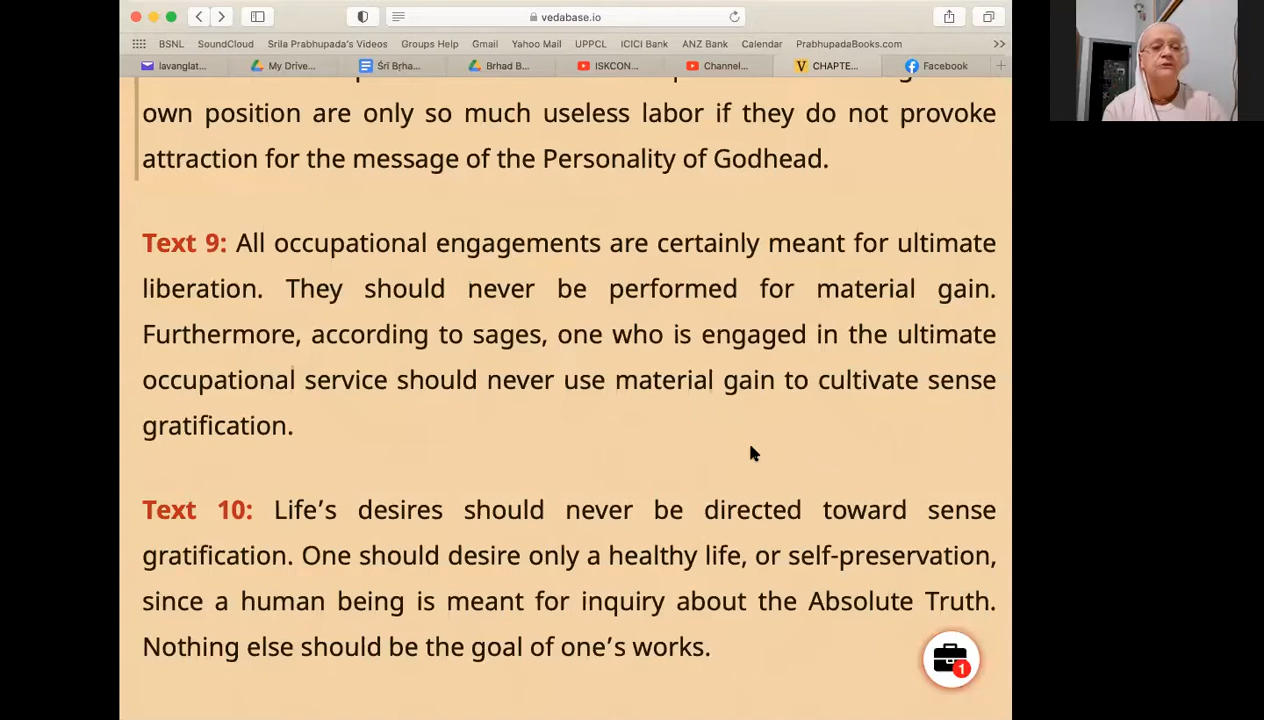 vedabase.io
BSNL SoundCloud Srila Prabhupada's Videos Groups Help Gmail Yahoo Mail UPPCL ICICI Bank ANZ Bank Calendar PrabhupadaBooks.com
lavanglat... My Drive... Śrī Bṛha... Brhad B... ISKCON... Channel... CHAPTE... Facebook
own position are only so much useless labor if they do not provoke
attraction for the message of the Personality of Godhead.
Text 9: All occupational engagements are certainly meant for ultimate
liberation. They should never be performed for material gain.
Furthermore, according to sages, one who is engaged in the ultimate
occupational service should never use material gain to cultivate sense
gratification.
Text 10: Life's desires should never be directed toward sense
gratification. One should desire only a healthy life, or self-preservation,
since a human being is meant for inquiry about the Absolute Truth.
Nothing else should be the goal of one's works.
1